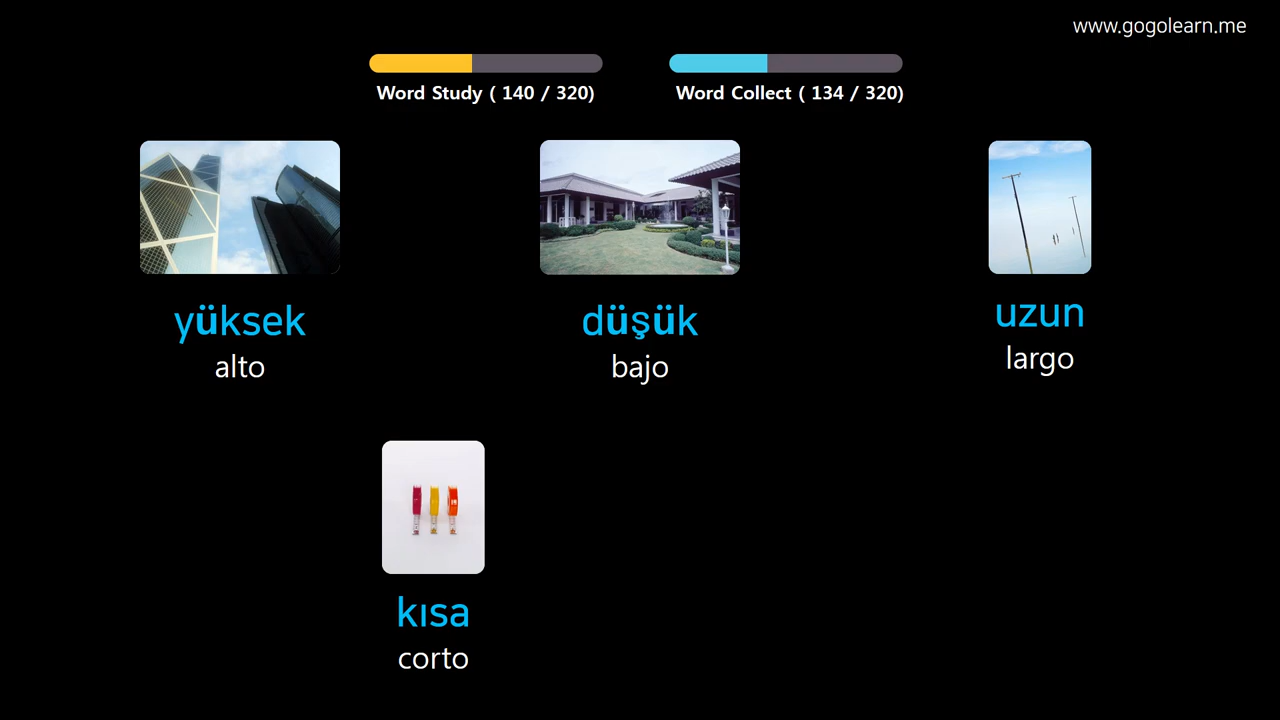 www.gogolearn.me
Word Study ( 140 / 320)
Word Collect ( 134 / 320)
yüksek
alto
düşük
bajo
uzun
largo
kısa
corto